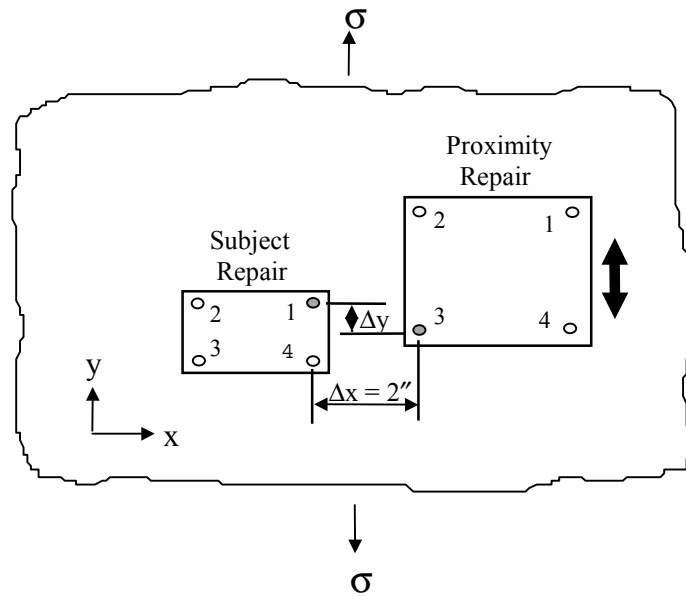 σ
Proximity
Repair
2
1
Subject
Repair
2
1
Δy
3
4
3
4
y
Δx = 2″
x
σ